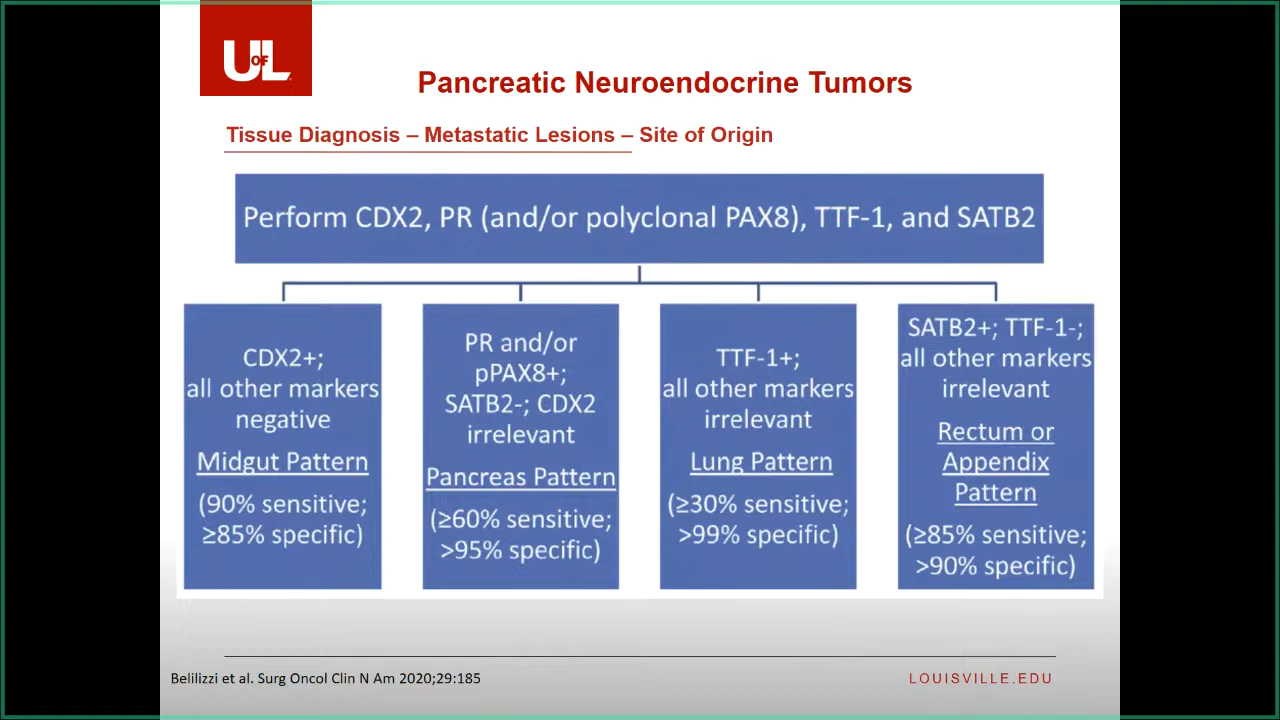 U OF L
Pancreatic Neuroendocrine Tumors
Tissue Diagnosis – Metastatic Lesions – Site of Origin
Perform CDX2, PR (and/or polyclonal PAX8), TTF-1, and SATB2
CDX2+;
all other markers
negative
Midgut Pattern
(90% sensitive;
≥85% specific)
PR and/or
pPAX8+;
SATB2-; CDX2
irrelevant
Pancreas Pattern
(≥60% sensitive;
>95% specific)
TTF-1+;
all other markers
irrelevant
Lung Pattern
(≥30% sensitive;
>99% specific)
SATB2+; TTF-1-;
all other markers
irrelevant
Rectum or
Appendix
Pattern
(≥85% sensitive;
>90% specific)
Belilizzi et al. Surg Oncol Clin N Am 2020;29:185
LOUISVILLE.EDU